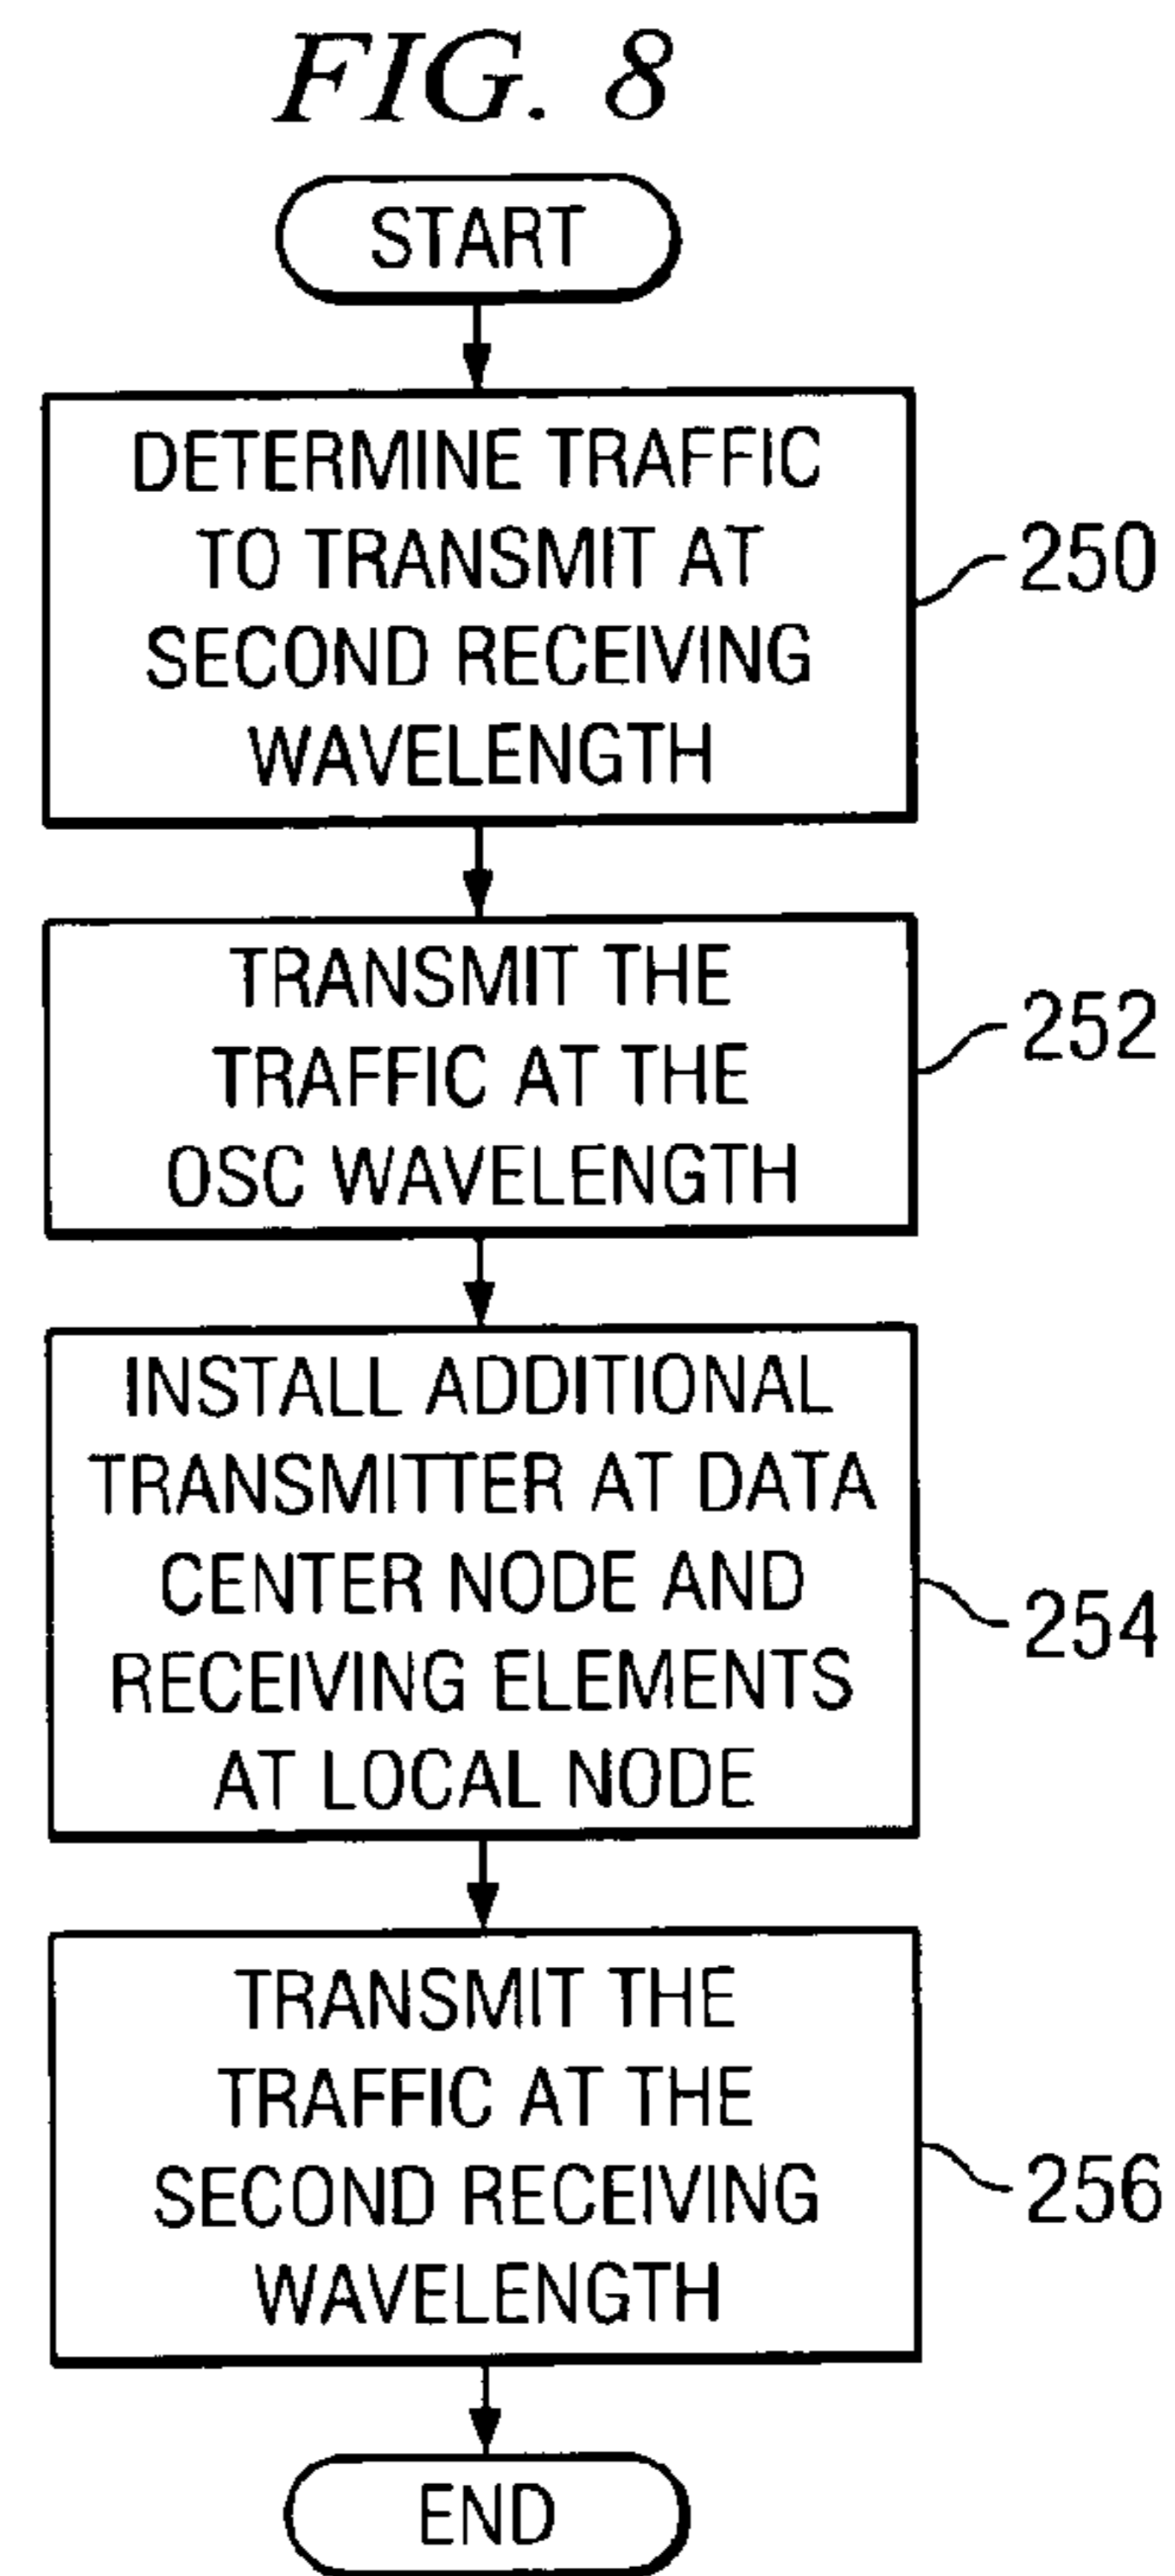 FIG. 8
START
DETERMINE TRAFFIC
TO TRANSMIT AT
SECOND RECEIVING
WAVELENGTH
250
TRANSMIT THE
TRAFFIC AT THE
OSC WAVELENGTH
252
INSTALL ADDITIONAL
TRANSMITTER AT DATA
CENTER NODE AND
RECEIVING ELEMENTS
AT LOCAL NODE
254
TRANSMIT THE
TRAFFIC AT THE
SECOND RECEIVING
WAVELENGTH
256
END